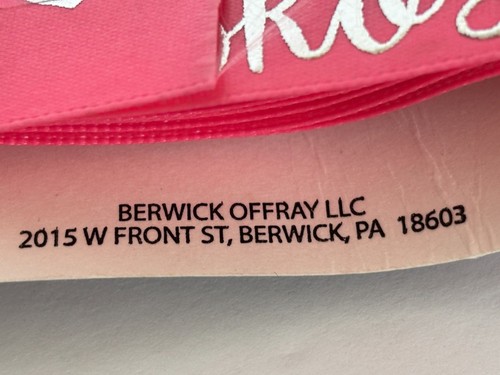 BERWICK OFFRAY LLC
2015 W FRONT ST, BERWICK, PA 18603